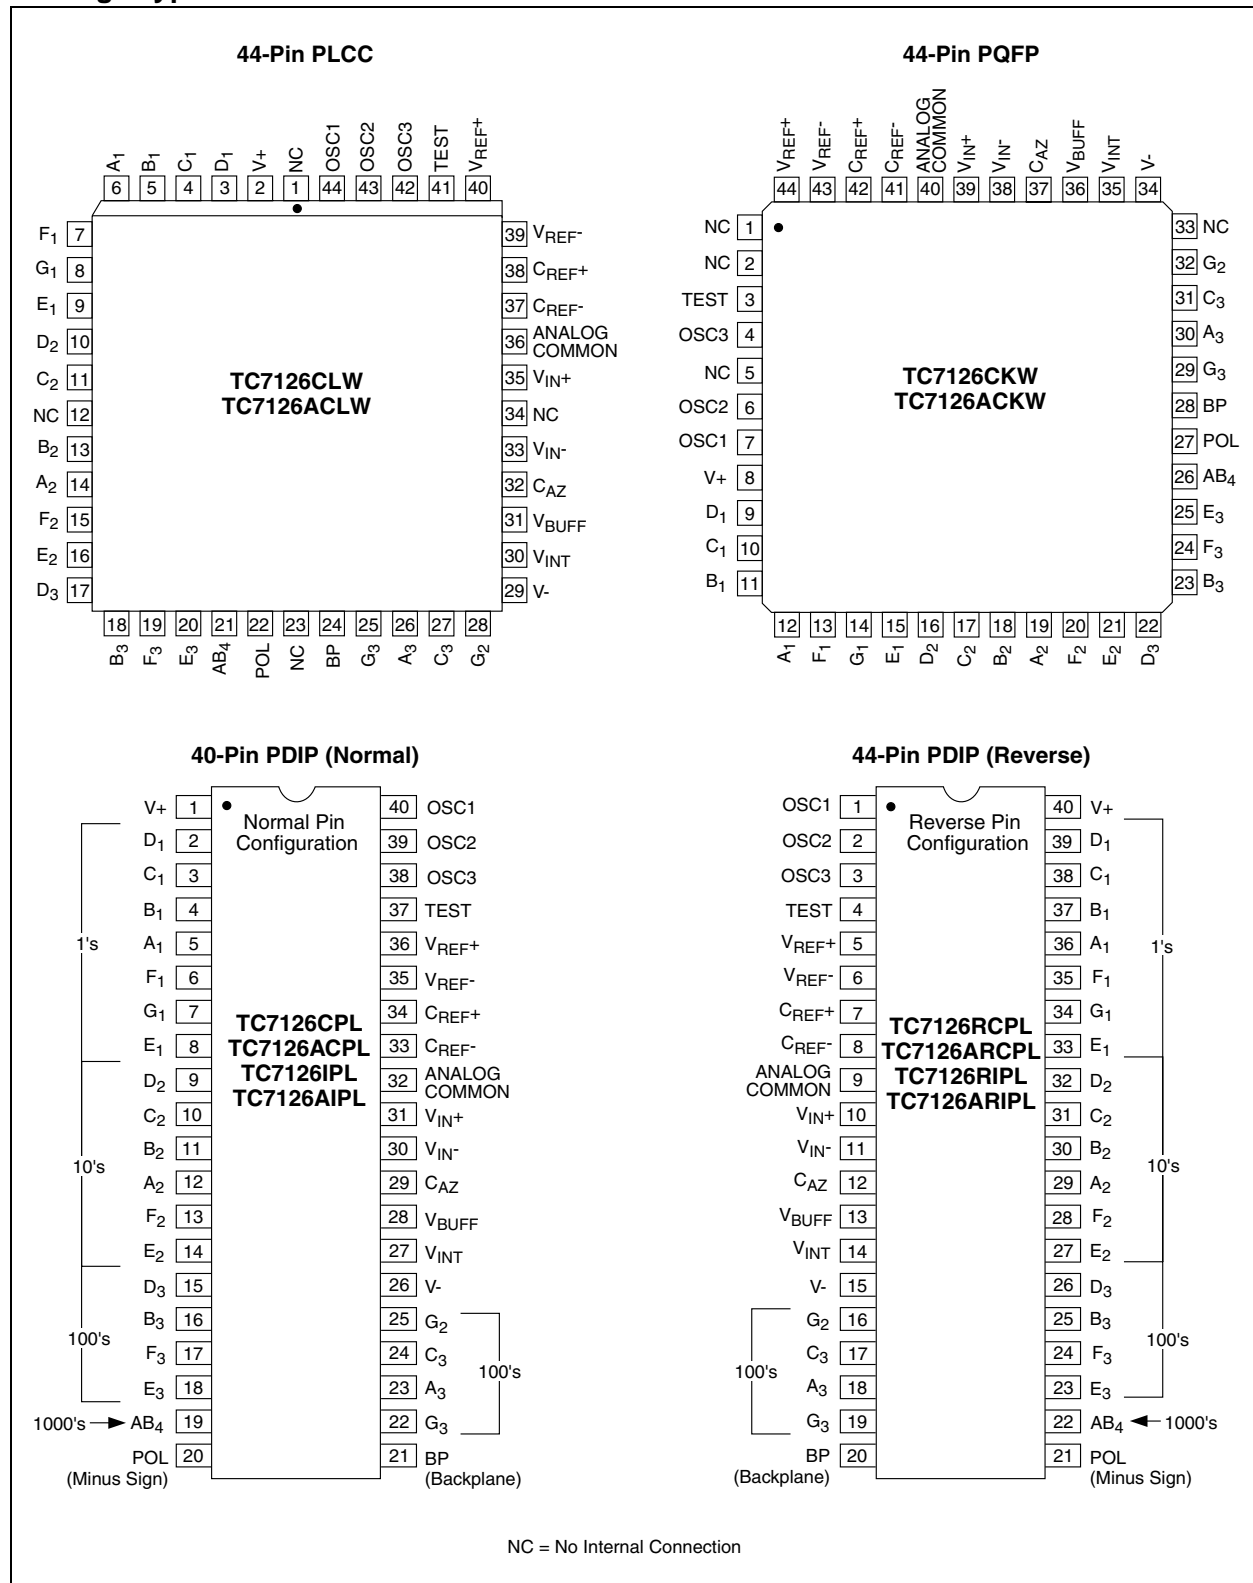 44-Pin PLCC
A1 B1 C1 D1 V+ NC OSC1 OSC2 OSC3 TEST VREF+
6 5 4 3 2 1 44 43 42 41 40
F1 7
G1 8
E1 9
D2 10
C2 11
NC 12
B2 13
A2 14
F2 15
E2 16
D3 17
TC7126CLW
TC7126ACLW
39 VREF-
38 CREF+
37 CREF-
36 ANALOG
COMMON
35 VIN+
34 NC
33 VIN-
32 CAZ
31 VBUFF
30 VINT
29 V-
18 19 20 21 22 23 24 25 26 27 28
B3 F3 E3 AB4 POL NC BP G3 A3 C3 G2
44-Pin PQFP
VREF+ VREF- CREF+ CREF- ANALOG
COMMON VIN+ VIN- CAZ VBUFF VINT V-
44 43 42 41 40 39 38 37 36 35 34
NC 1
NC 2
TEST 3
OSC3 4
NC 5
OSC2 6
OSC1 7
V+ 8
D1 9
C1 10
B1 11
TC7126CKW
TC7126ACKW
33 NC
32 G2
31 C3
30 A3
29 G3
28 BP
27 POL
26 AB4
25 E3
24 F3
23 B3
12 13 14 15 16 17 18 19 20 21 22
A1 F1 G1 E1 D2 C2 B2 A2 F2 E2 D3
40-Pin PDIP (Normal)
Normal Pin
Configuration
V+ 1
D1 2
C1 3
B1 4
1's
A1 5
F1 6
G1 7
E1 8
D2 9
C2 10
B2 11
10's
A2 12
F2 13
E2 14
D3 15
B3 16
100's
F3 17
E3 18
1000's AB4 19
POL 20
(Minus Sign)
TC7126CPL
TC7126ACPL
TC7126IPL
TC7126AIPL
40 OSC1
39 OSC2
38 OSC3
37 TEST
36 VREF+
35 VREF-
34 CREF+
33 CREF-
32 ANALOG
COMMON
31 VIN+
30 VIN-
29 CAZ
28 VBUFF
27 VINT
26 V-
25 G2
24 C3
100's
23 A3
22 G3
21 BP
(Backplane)
44-Pin PDIP (Reverse)
Reverse Pin
Configuration
OSC1 1
OSC2 2
OSC3 3
TEST 4
VREF+ 5
VREF- 6
CREF+ 7
CREF- 8
ANALOG
COMMON 9
VIN+ 10
VIN- 11
CAZ 12
VBUFF 13
VINT 14
V- 15
G2 16
C3 17
100's
A3 18
G3 19
BP 20
(Backplane)
TC7126RCPL
TC7126ARCPL
TC7126RIPL
TC7126ARIPL
40 V+
39 D1
38 C1
37 B1
36 A1
1's
35 F1
34 G1
33 E1
32 D2
31 C2
30 B2
10's
29 A2
28 F2
27 E2
26 D3
25 B3
100's
24 F3
23 E3
22 AB4 1000's
21 POL
(Minus Sign)
NC = No Internal Connection